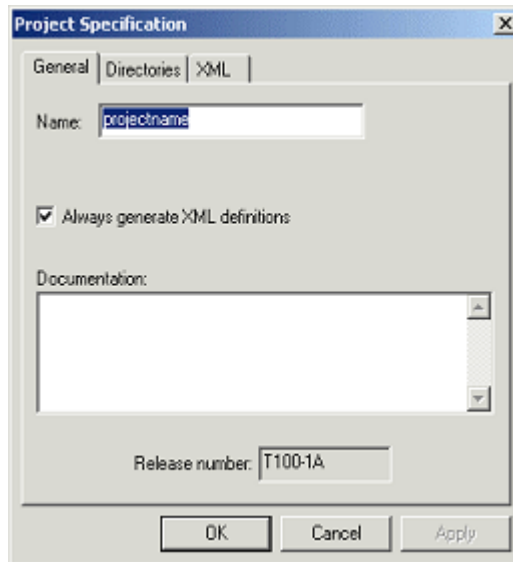 Project Specification
General Directories XML
Name: projectname
Always generate XML definitions
Documentation:
Release number: T100-1A
OK Cancel Apply